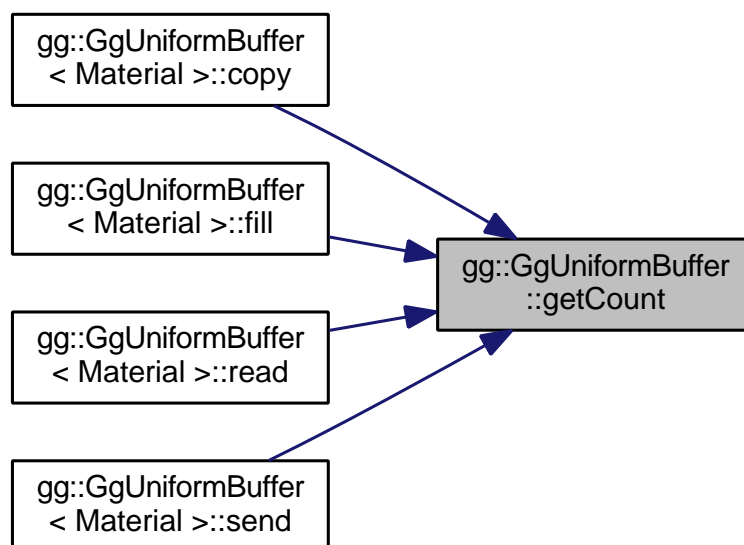 gg::GgUniformBuffer
< Material >::copy
gg::GgUniformBuffer
< Material >::fill
gg::GgUniformBuffer
::getCount
gg::GgUniformBuffer
< Material >::read
gg::GgUniformBuffer
< Material >::send